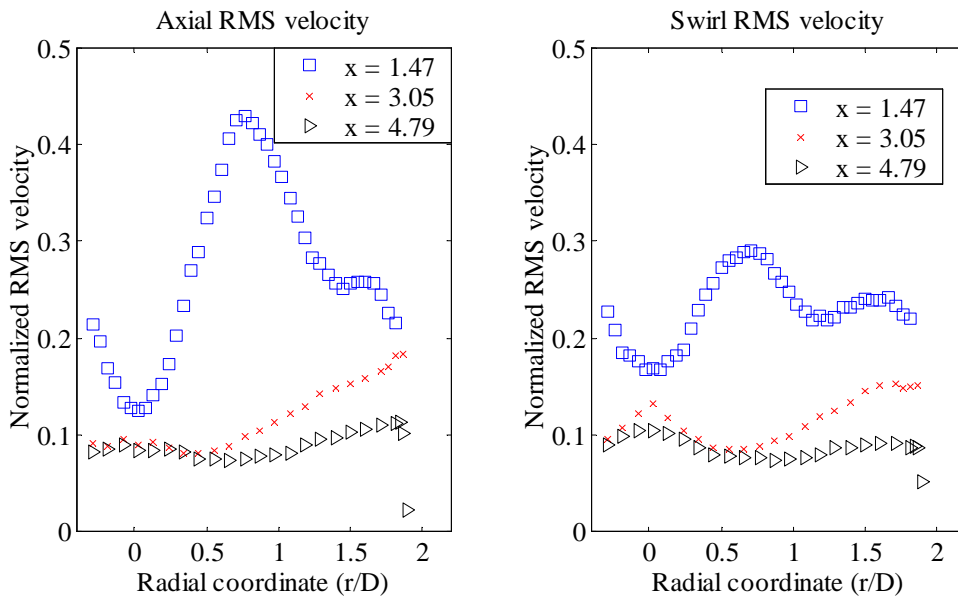 Axial RMS velocity
Normalized RMS velocity
0.5
0.4
0.3
0.2
0.1
0
x = 1.47
x = 3.05
x = 4.79
0 0.5 1 1.5 2
Radial coordinate (r/D)
Swirl RMS velocity
Normalized RMS velocity
0.5
0.4
0.3
0.2
0.1
0
x = 1.47
x = 3.05
x = 4.79
0 0.5 1 1.5 2
Radial coordinate (r/D)